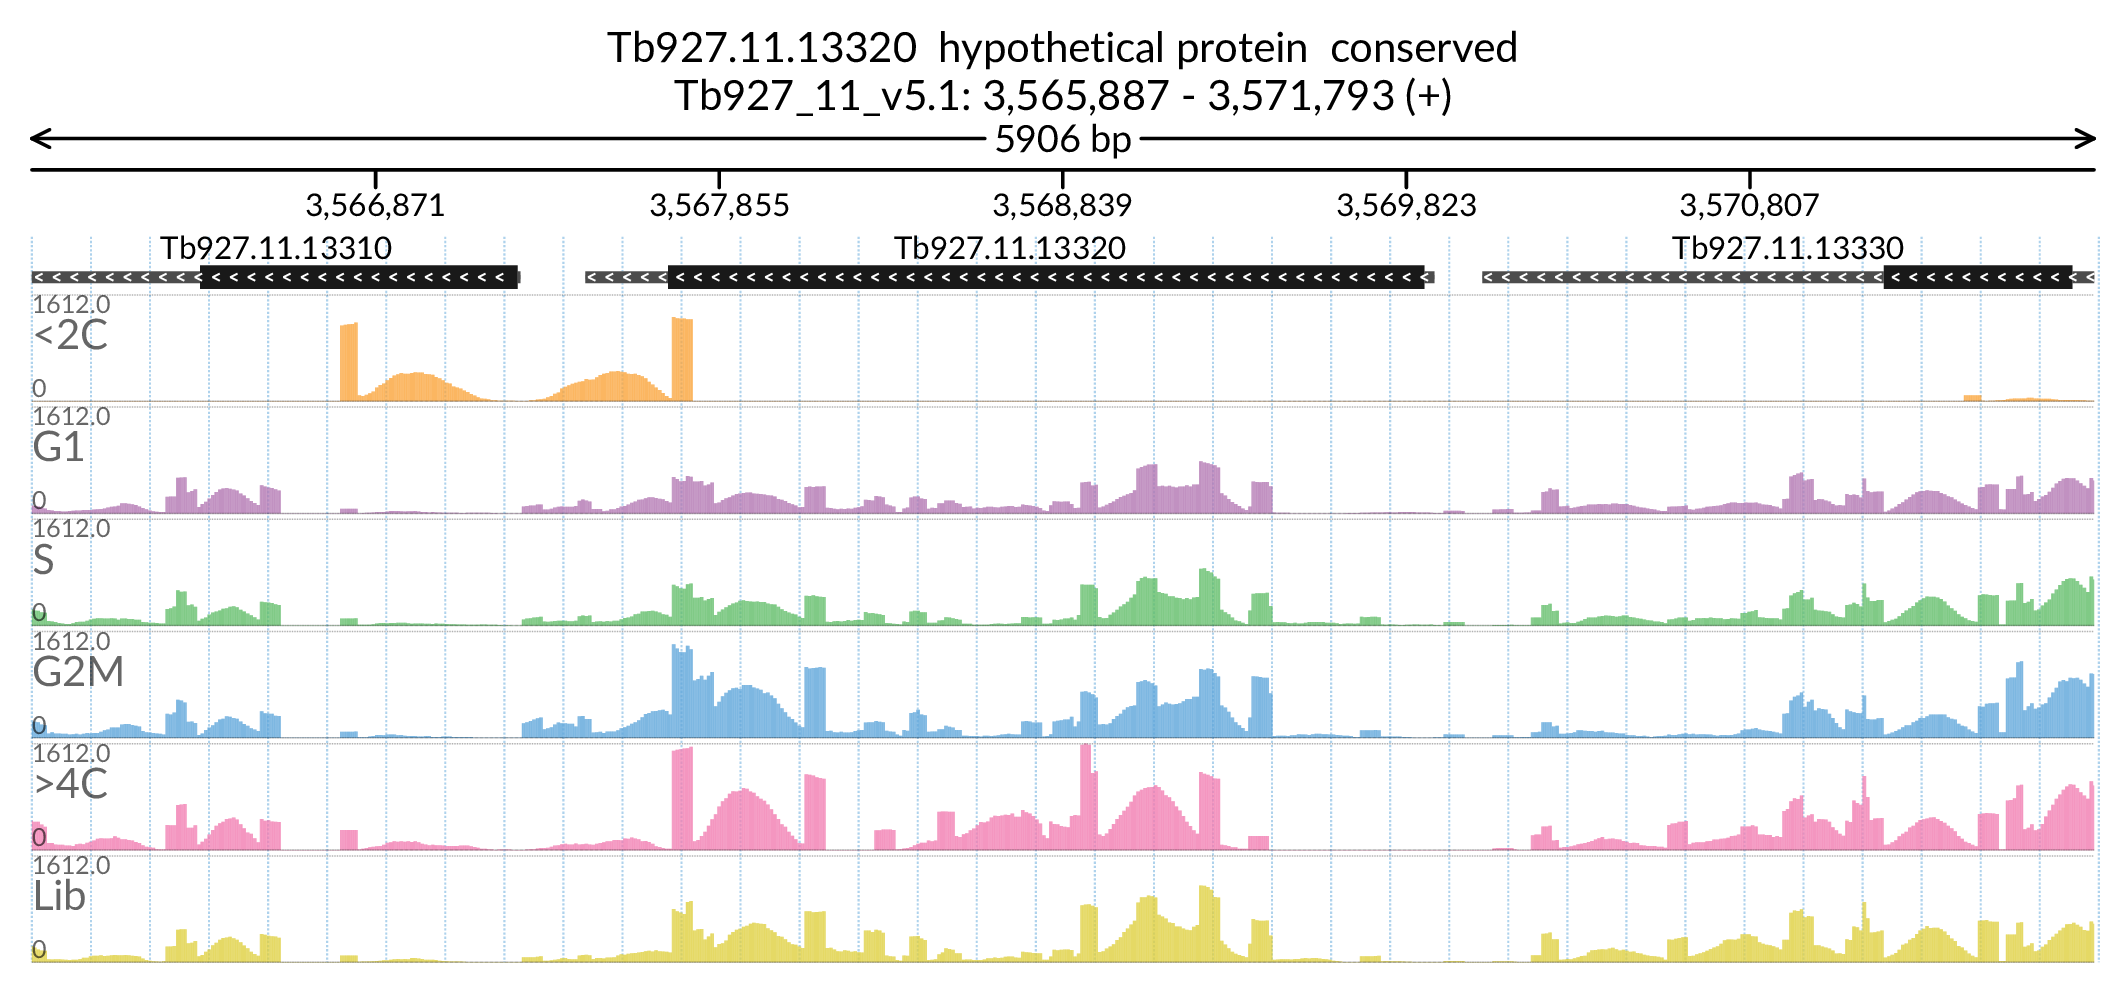 Tb927.11.13320 hypothetical protein conserved
Tb927_11_v5.1: 3,565,887 - 3,571,793 (+)
5906 bp
3,566,871 3,567,855 3,568,839 3,569,823 3,570,807
Tb927.11.13310 Tb927.11.13320 Tb927.11.13330
1612.0
<2C
0
1612.0
G1
0
1612.0
S
0
1612.0
G2M
0
1612.0
>4C
0
1612.0
Lib
0